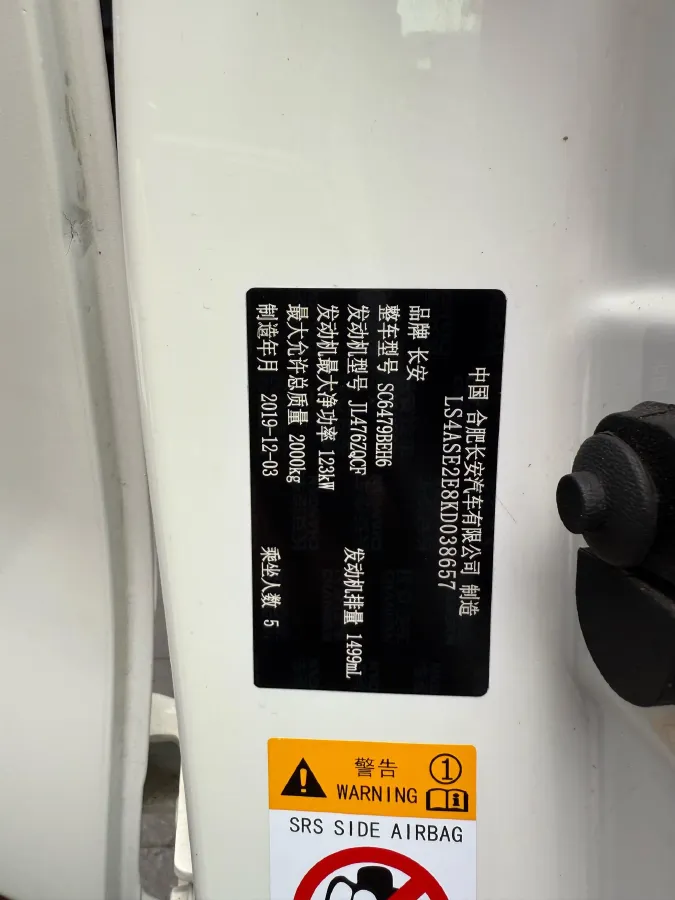 中国 合肥长安汽车有限公司 制造
LS4ASE2E8KD038657
品牌 长安
整车型号 SC6479BEH6
发动机型号 JL476ZQCF 发动机排量 1499mL
发动机最大净功率 123kW
最大允许总质量 2000kg
制造年月 2019-12-03 乘坐人数 5
警告 1
WARNING
SRS SIDE AIRBAG